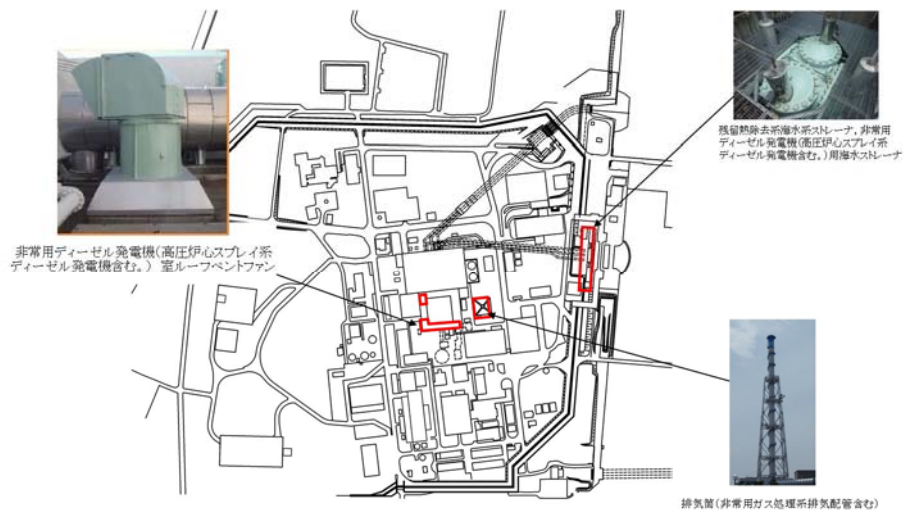 残留熱除去系海水系ストレーナ，非常用
ディーゼル発電機(高圧炉心スプレイ系
ディーゼル発電機含む。)用海水ストレーナ
非常用ディーゼル発電機(高圧炉心スプレイ系
ディーゼル発電機含む。) 室ルーフベントファン
排気筒(非常用ガス処理系排気配管含む)